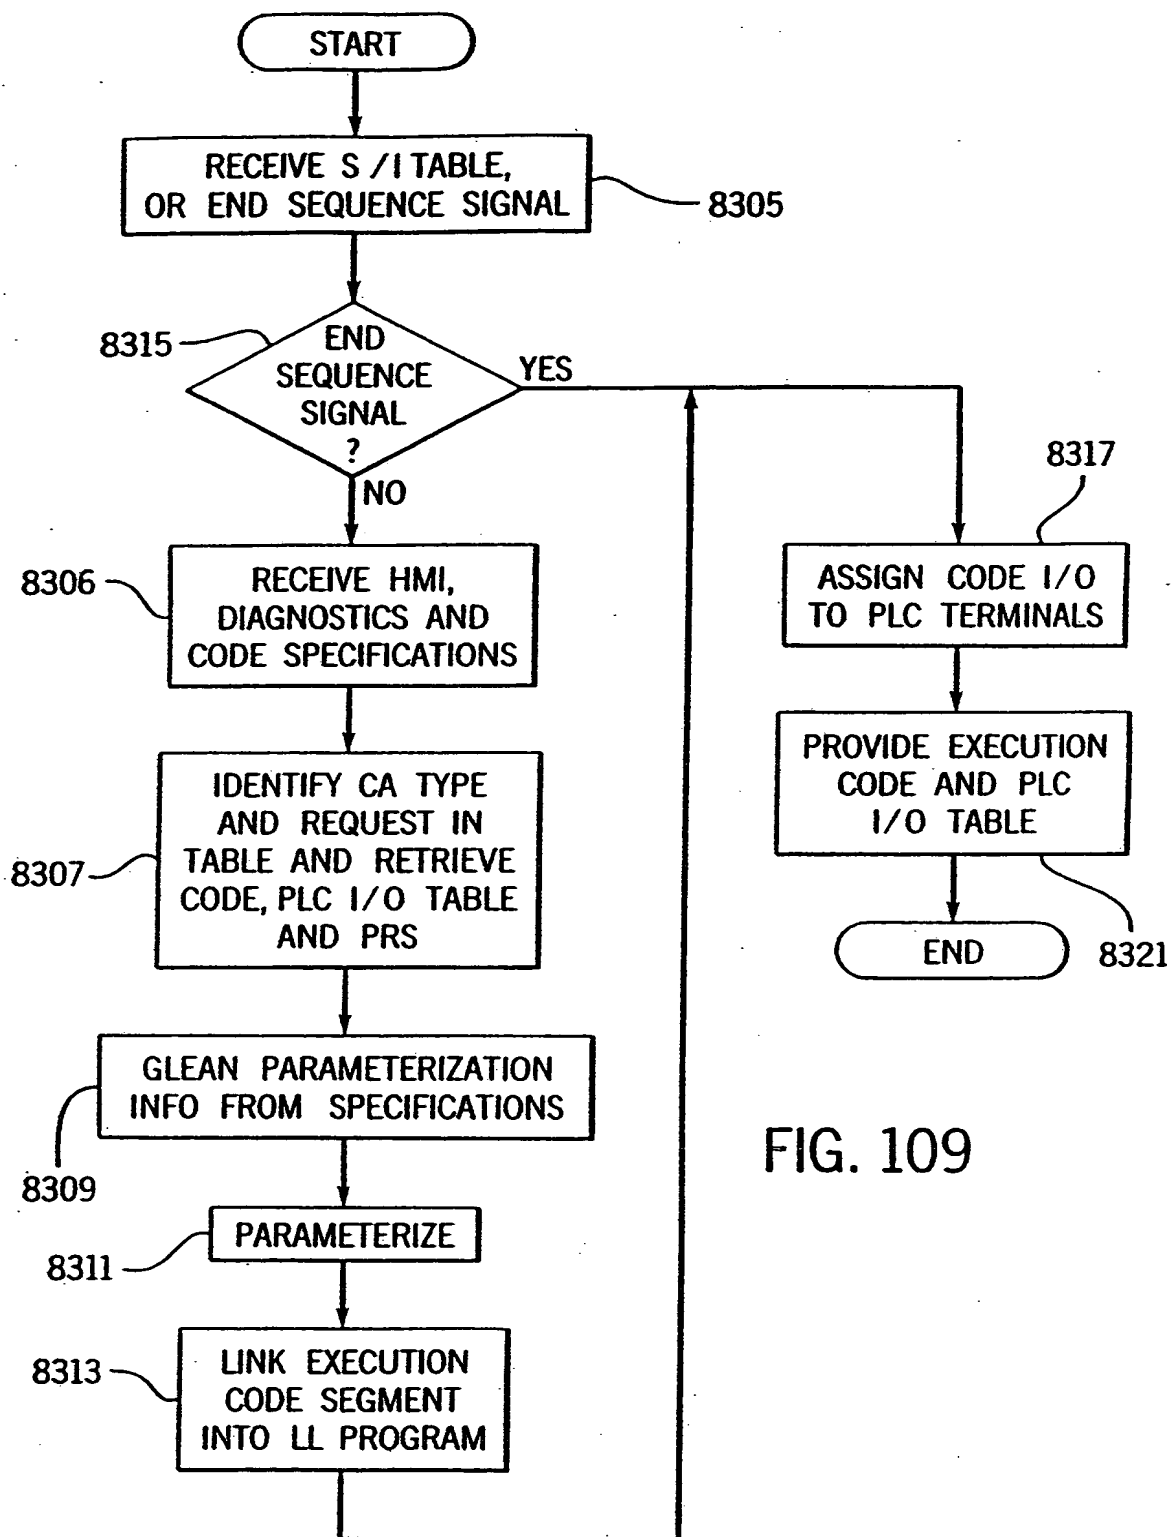 START
RECEIVE S/I TABLE,
OR END SEQUENCE SIGNAL
8305
8315
END
SEQUENCE
SIGNAL
?
YES
NO
8306
RECEIVE HMI,
DIAGNOSTICS AND
CODE SPECIFICATIONS
8307
IDENTIFY CA TYPE
AND REQUEST IN
TABLE AND RETRIEVE
CODE, PLC I/O TABLE
AND PRS
GLEAN PARAMETERIZATION
INFO FROM SPECIFICATIONS
8309
PARAMETERIZE
8311
8313
LINK EXECUTION
CODE SEGMENT
INTO LL PROGRAM
8317
ASSIGN CODE I/O
TO PLC TERMINALS
PROVIDE EXECUTION
CODE AND PLC
I/O TABLE
8321
END
FIG. 109